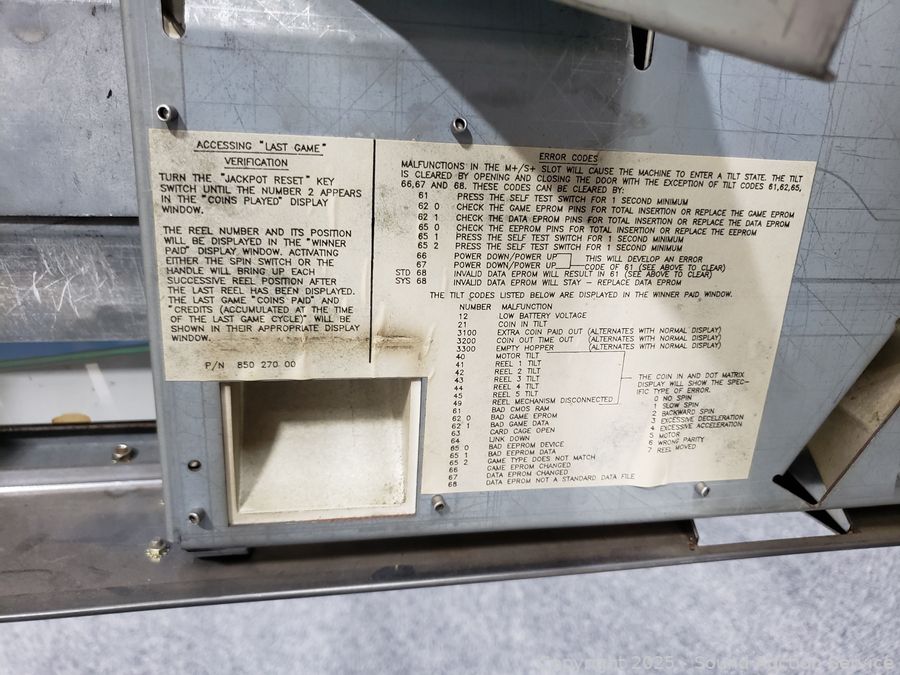 ACCESSING "LAST GAME"
VERIFICATION
TURN THE "JACKPOT RESET" KEY
SWITCH UNTIL THE NUMBER 2 APPEARS
IN THE "COINS PLAYED" DISPLAY
WINDOW.
THE REEL NUMBER AND ITS POSITION
WILL BE DISPLAYED IN THE "WINNER
PAID" DISPLAY WINDOW. ACTIVATING
EITHER THE SPIN SWITCH OR THE
HANDLE WILL BRING UP EACH
SUCCESSIVE REEL POSITION AFTER
THE LAST REEL HAS BEEN DISPLAYED.
THE LAST GAME "COINS PAID" AND
"CREDITS (ACCUMULATED AT THE TIME
OF THE LAST GAME CYCLE)" WILL BE
SHOWN IN THEIR APPROPRIATE DISPLAY
WINDOW.
P/N 850 270 00
ERROR CODES
MALFUNCTIONS IN THE M+/S+ SLOT WILL CAUSE THE MACHINE TO ENTER A TILT STATE. THE TILT
IS CLEARED BY OPENING AND CLOSING THE DOOR WITH THE EXCEPTION OF TILT CODES 61,62,65,
66,67 AND 68. THESE CODES CAN BE CLEARED BY:
61 PRESS THE SELF TEST SWITCH FOR 1 SECOND MINIMUM
62 0 CHECK THE GAME EPROM PINS FOR TOTAL INSERTION OR REPLACE THE GAME EPROM
62 1 CHECK THE DATA EPROM PINS FOR TOTAL INSERTION OR REPLACE THE DATA EPROM
65 0 CHECK THE EEPROM PINS FOR TOTAL INSERTION OR REPLACE THE EEPROM
65 1 PRESS THE SELF TEST SWITCH FOR 1 SECOND MINIMUM
65 2 PRESS THE SELF TEST SWITCH FOR 1 SECOND MINIMUM
66 POWER DOWN/POWER UP THIS WILL DEVELOP AN ERROR
67 POWER DOWN/POWER UP CODE OF 61 (SEE ABOVE TO CLEAR)
STD 68 INVALID DATA EPROM WILL RESULT IN 61 (SEE ABOVE TO CLEAR)
SYS 68 INVALID DATA EPROM WILL STAY – REPLACE DATA EPROM
THE TILT CODES LISTED BELOW ARE DISPLAYED IN THE WINNER PAID WINDOW.
NUMBER MALFUNCTION
12 LOW BATTERY VOLTAGE
21 COIN IN TILT
3100 EXTRA COIN PAID OUT (ALTERNATES WITH NORMAL DISPLAY)
3200 COIN OUT TIME OUT (ALTERNATES WITH NORMAL DISPLAY)
3300 EMPTY HOPPER (ALTERNATES WITH NORMAL DISPLAY)
40 MOTOR TILT
41 REEL 1 TILT
42 REEL 2 TILT
43 REEL 3 TILT
44 REEL 4 TILT
45 REEL 5 TILT
49 REEL MECHANISM DISCONNECTED
61 BAD CMOS RAM
62 0 BAD GAME EPROM
62 1 BAD GAME DATA
63 CARD CAGE OPEN
64 LINK DOWN
65 0 BAD EEPROM DEVICE
65 1 BAD EEPROM DATA
65 2 GAME TYPE DOES NOT MATCH
66 GAME EPROM CHANGED
67 DATA EPROM CHANGED
68 DATA EPROM NOT A STANDARD DATA FILE
THE COIN IN AND DOT MATRIX
DISPLAY WILL SHOW THE SPEC-
IFIC TYPE OF ERROR.
0 NO SPIN
1 SLOW SPIN
2 BACKWARD SPIN
3 EXCESSIVE DECELERATION
4 EXCESSIVE ACCELERATION
5 MOTOR
6 WRONG PARITY
7 REEL MOVED
Copyright 2025 - Sound Auction Service